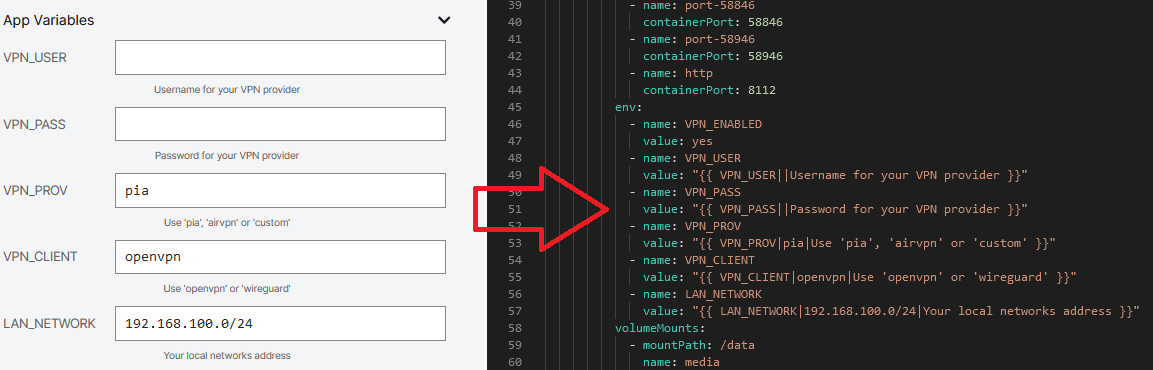 App Variables
VPN_USER
Username for your VPN provider
VPN_PASS
Password for your VPN provider
VPN_PROV
pia
Use 'pia', 'airvpn' or 'custom'
VPN_CLIENT
openvpn
Use 'openvpn' or 'wireguard'
LAN_NETWORK
192.168.100.0/24
Your local networks address
39 - name: port-58846
40 containerPort: 58846
41 - name: port-58946
42 containerPort: 58946
43 - name: http
44 containerPort: 8112
45 env:
46 - name: VPN_ENABLED
47 value: yes
48 - name: VPN_USER
49 value: "{{ VPN_USER||Username for your VPN provider }}"
50 - name: VPN_PASS
51 value: "{{ VPN_PASS||Password for your VPN provider }}"
52 - name: VPN_PROV
53 value: "{{ VPN_PROV|pia|Use 'pia', 'airvpn' or 'custom' }}"
54 - name: VPN_CLIENT
55 value: "{{ VPN_CLIENT|openvpn|Use 'openvpn' or 'wireguard' }}"
56 - name: LAN_NETWORK
57 value: "{{ LAN_NETWORK|192.168.100.0/24|Your local networks address }}"
58 volumeMounts:
59 - mountPath: /data
60 name: media